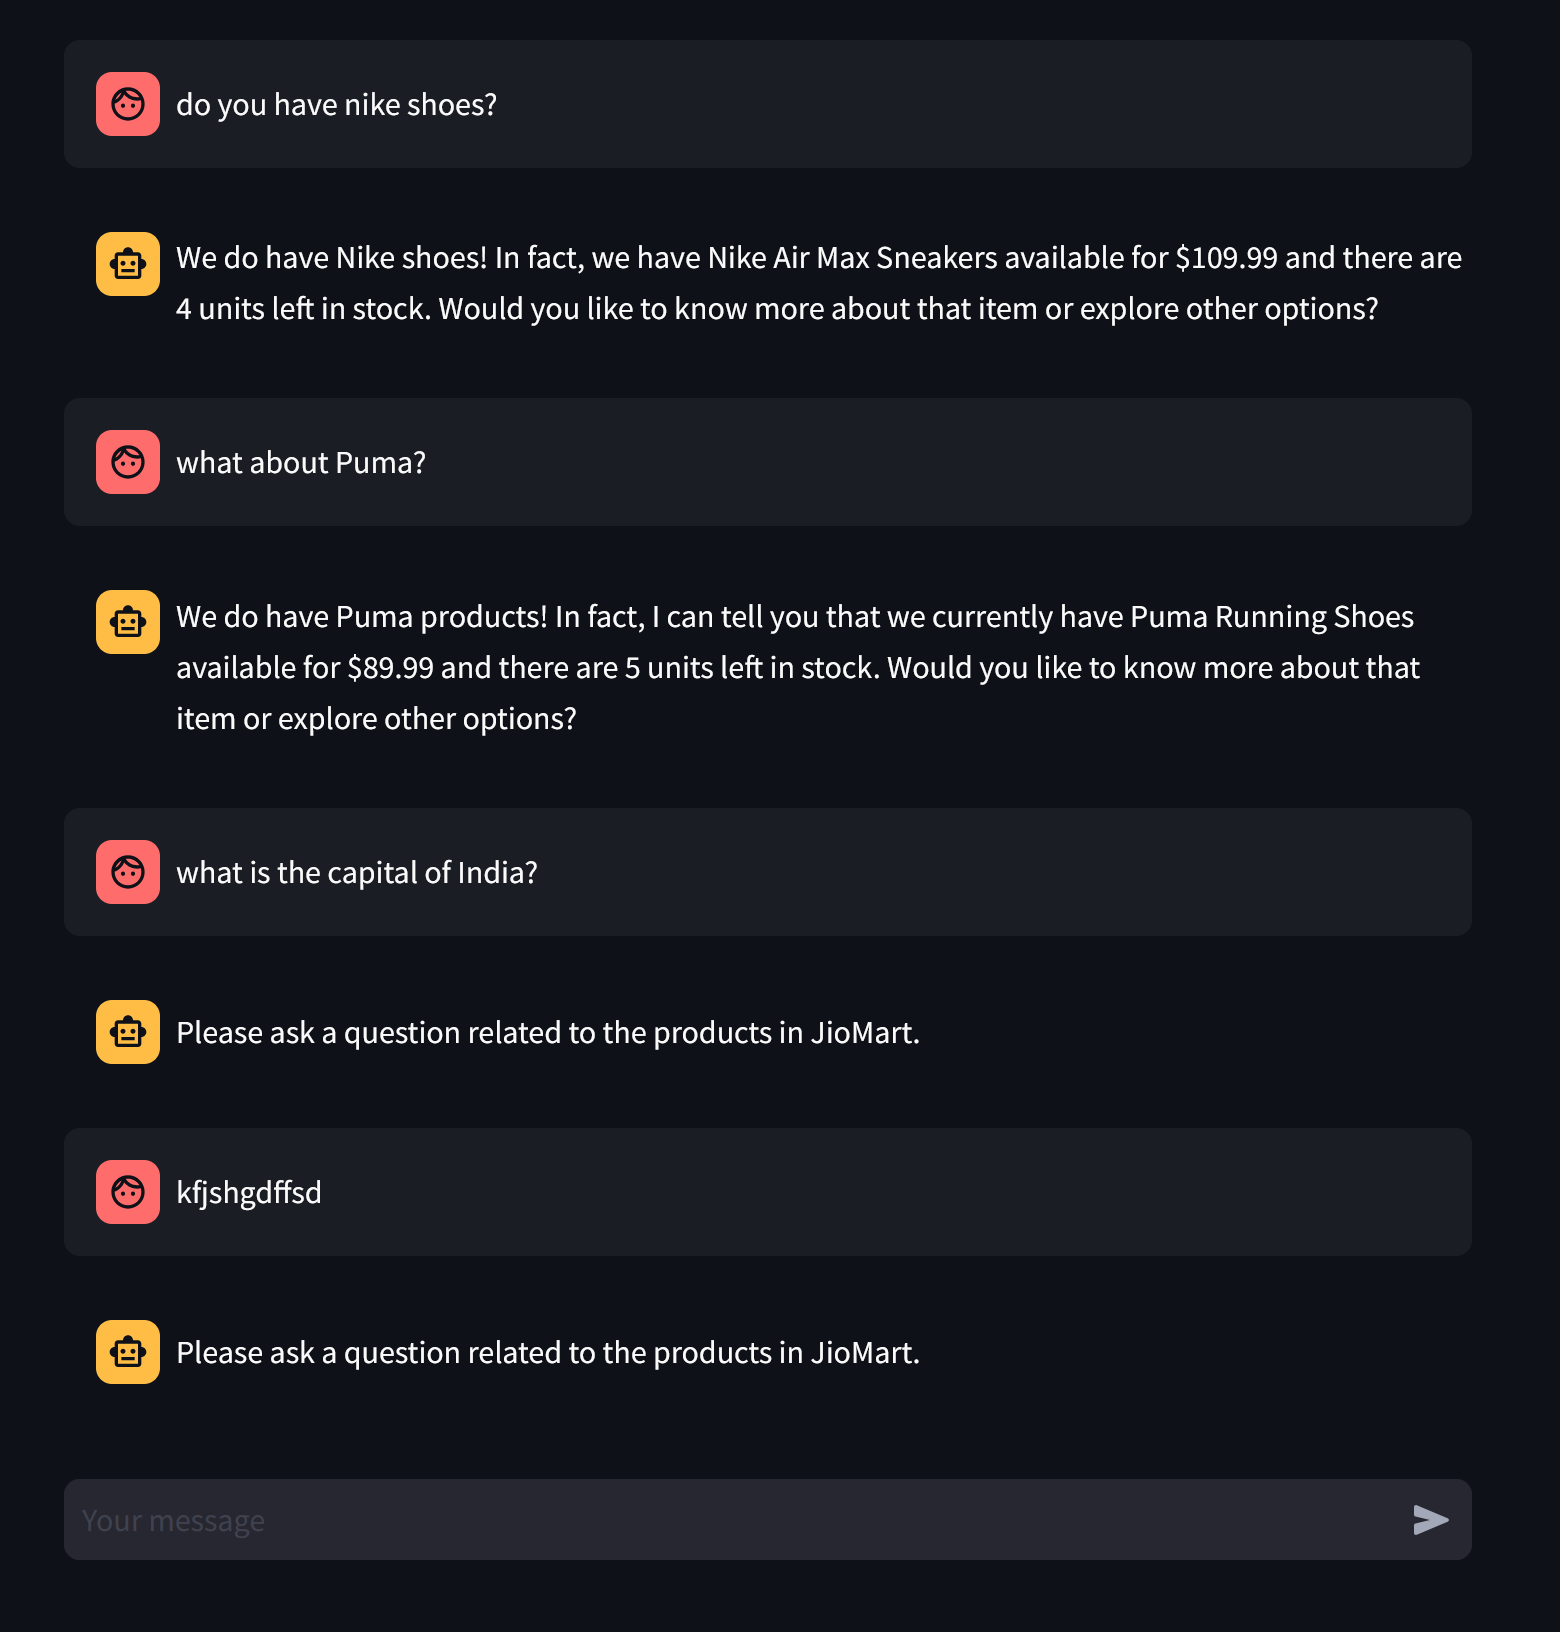 do you have nike shoes?
We do have Nike shoes! In fact, we have Nike Air Max Sneakers available for $109.99 and there are
4 units left in stock. Would you like to know more about that item or explore other options?
what about Puma?
We do have Puma products! In fact, I can tell you that we currently have Puma Running Shoes
available for $89.99 and there are 5 units left in stock. Would you like to know more about that
item or explore other options?
what is the capital of India?
Please ask a question related to the products in JioMart.
kfjshgdffsd
Please ask a question related to the products in JioMart.
Your message